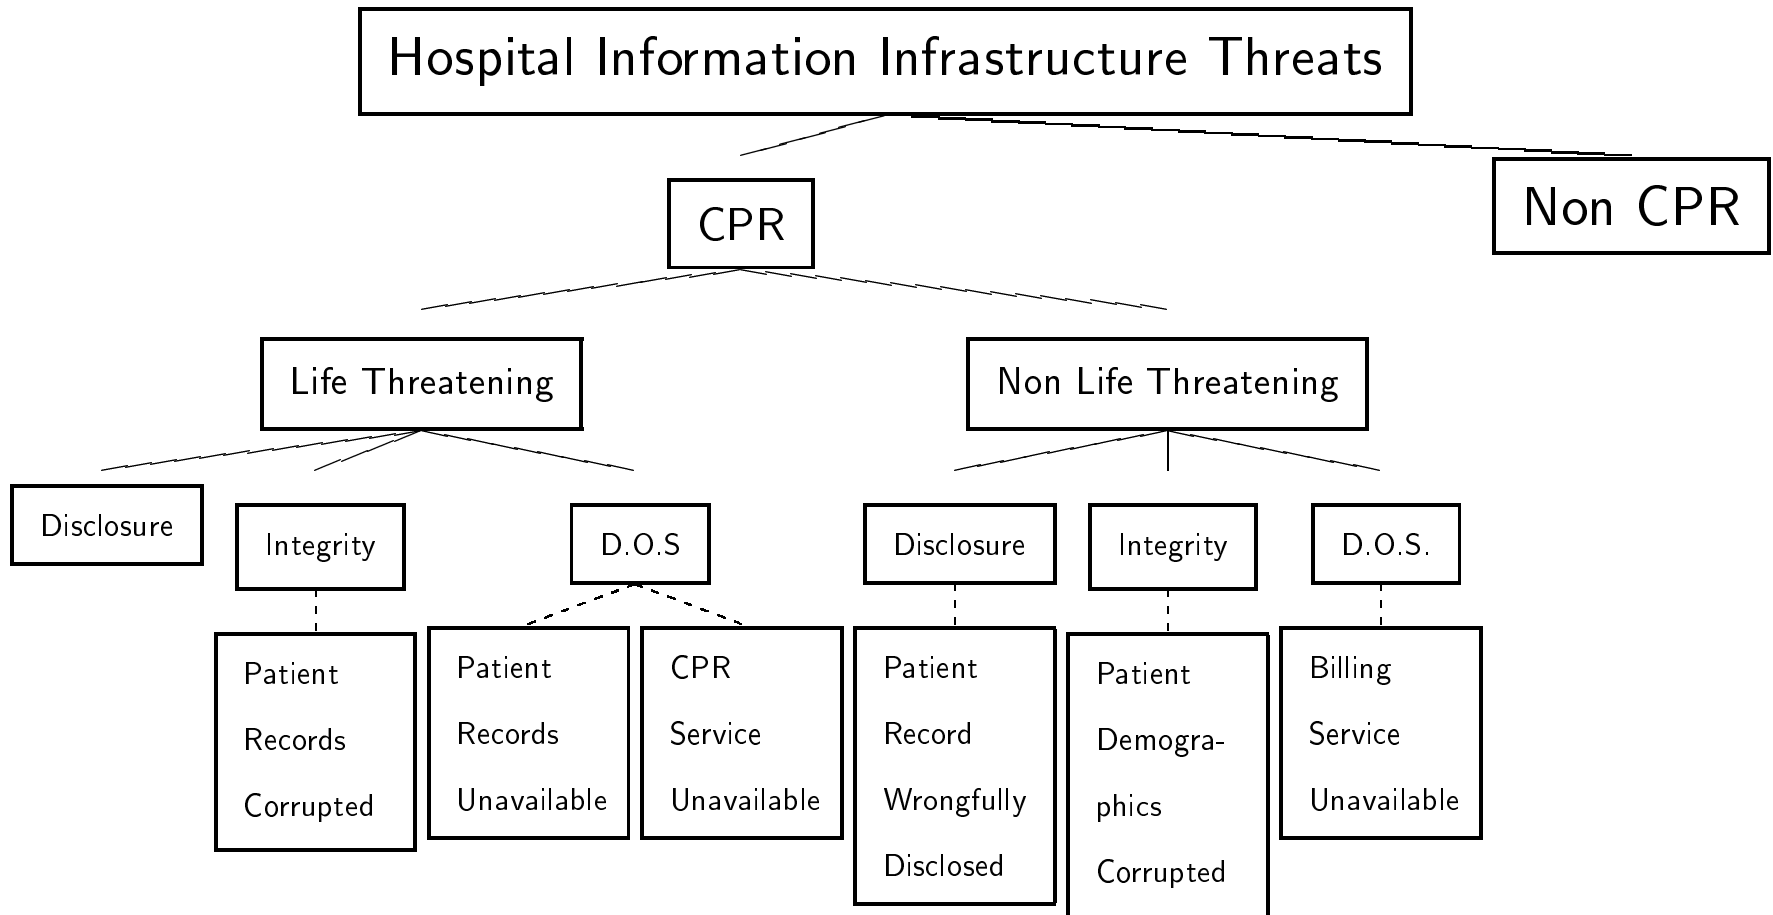 Hospital Information Infrastructure Threats
CPR
Non CPR
Life Threatening
Non Life Threatening
Disclosure
Integrity
D.O.S
Disclosure
Integrity
D.O.S.
Patient
Records
Corrupted
Patient
Records
Unavailable
CPR
Service
Unavailable
Patient
Record
Wrongfully
Disclosed
Patient
Demogra-
phics
Corrupted
Billing
Service
Unavailable